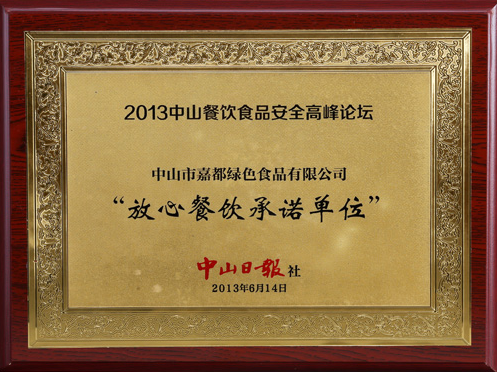 2013中山餐饮食品安全高峰论坛
中山市嘉都绿色食品有限公司
“放心餐饮承诺单位”
中山日报社
2013年6月14日